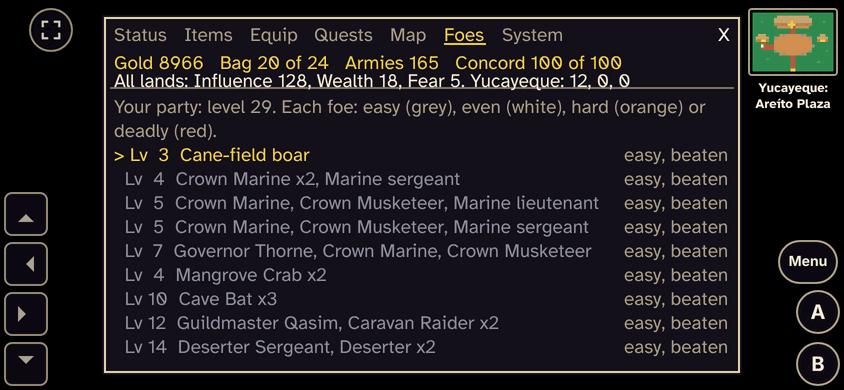 Status Items Equip Quests Map Foes System X
Gold 8966 Bag 20 of 24 Armies 165 Concord 100 of 100
All lands: Influence 128, Wealth 18, Fear 5. Yucayeque: 12, 0, 0
Your party: level 29. Each foe: easy (grey), even (white), hard (orange) or
deadly (red).
> Lv 3 Cane-field boar easy, beaten
Lv 4 Crown Marine x2, Marine sergeant easy, beaten
Lv 5 Crown Marine, Crown Musketeer, Marine lieutenant easy, beaten
Lv 5 Crown Marine, Crown Musketeer, Marine sergeant easy, beaten
Lv 7 Governor Thorne, Crown Marine, Crown Musketeer easy, beaten
Lv 4 Mangrove Crab x2 easy, beaten
Lv 10 Cave Bat x3 easy, beaten
Lv 12 Guildmaster Qasim, Caravan Raider x2 easy, beaten
Lv 14 Deserter Sergeant, Deserter x2 easy, beaten
Yucayeque:
Areíto Plaza
Menu
A
B